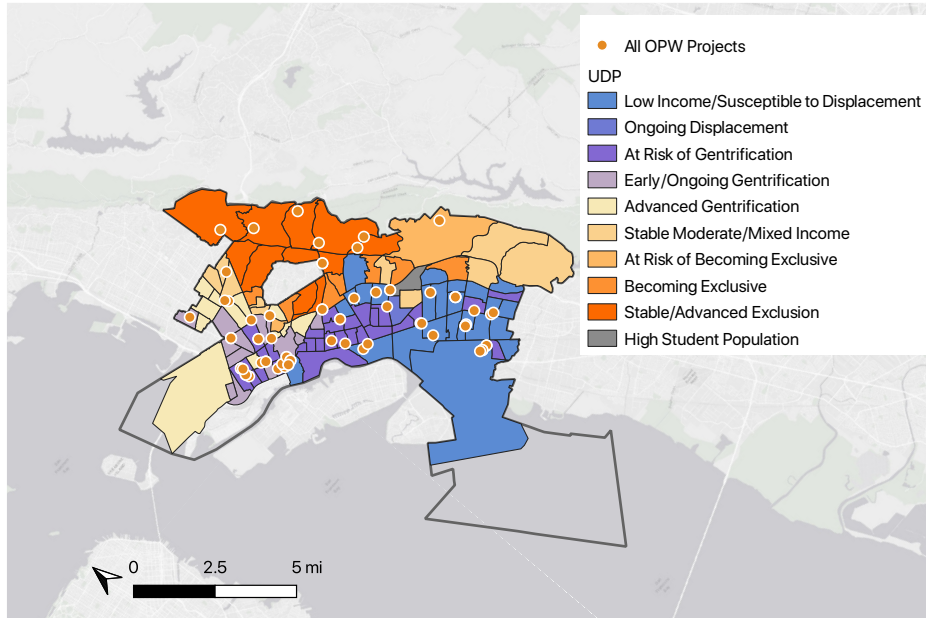 All OPW Projects
UDP
Low Income/Susceptible to Displacement
Ongoing Displacement
At Risk of Gentrification
Early/Ongoing Gentrification
Advanced Gentrification
Stable Moderate/Mixed Income
At Risk of Becoming Exclusive
Becoming Exclusive
Stable/Advanced Exclusion
High Student Population
0 2.5 5 mi